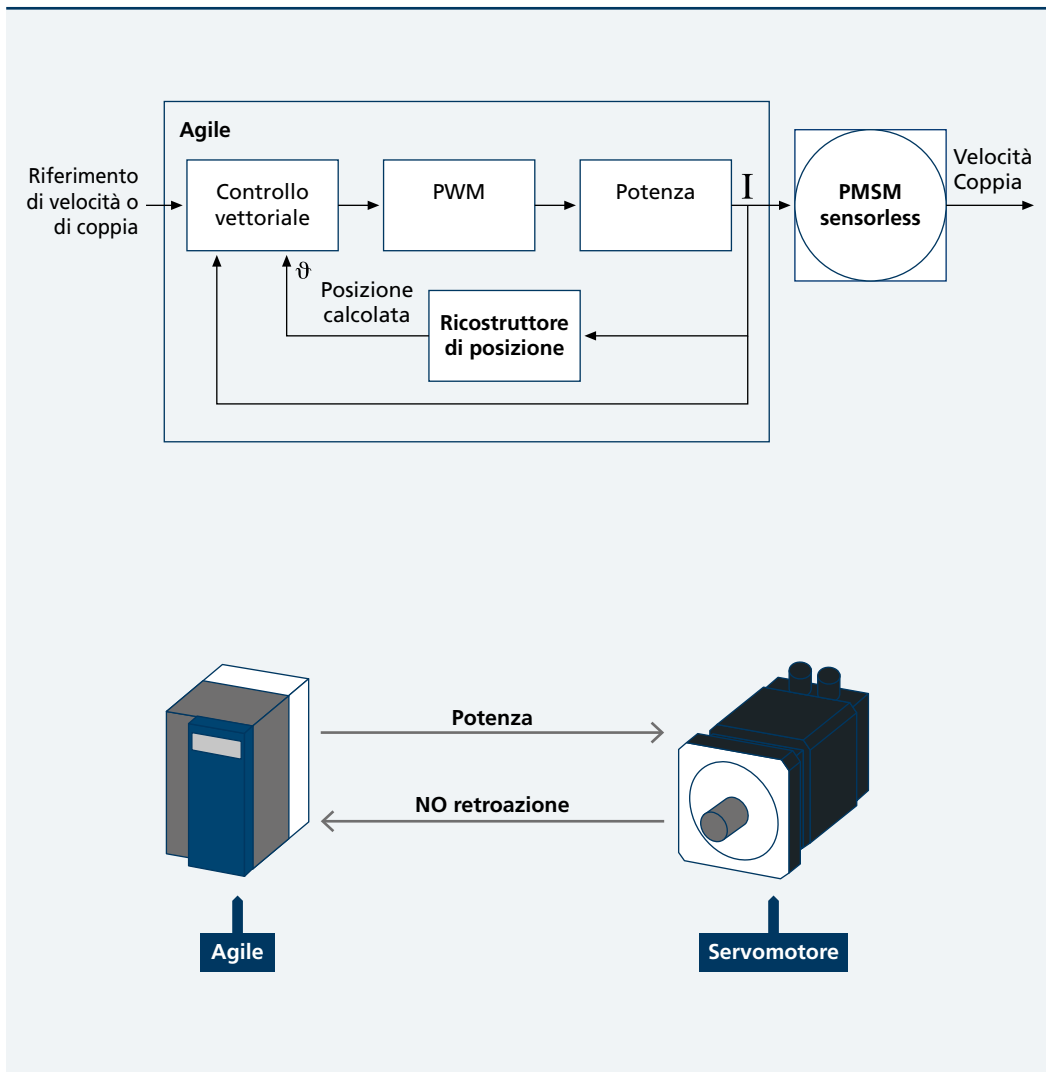 Agile
Riferimento
di velocità o
di coppia
Controllo
vettoriale
PWM
Potenza
I
PMSM
sensorless
Velocità
Coppia
ϑ
Posizione
calcolata
Ricostruttore
di posizione
Potenza
NO retroazione
Agile
Servomotore